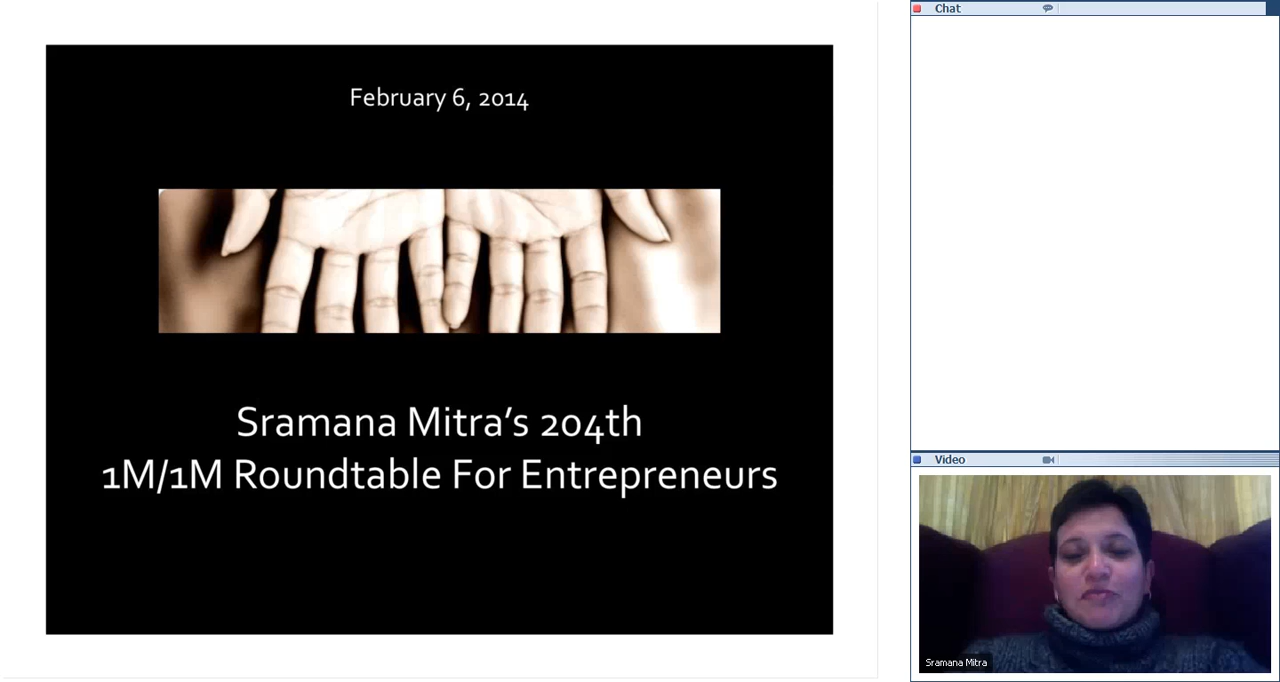 February 6, 2014
Sramana Mitra’s 204th
1M/1M Roundtable For Entrepreneurs
Chat
Video
Sramana Mitra